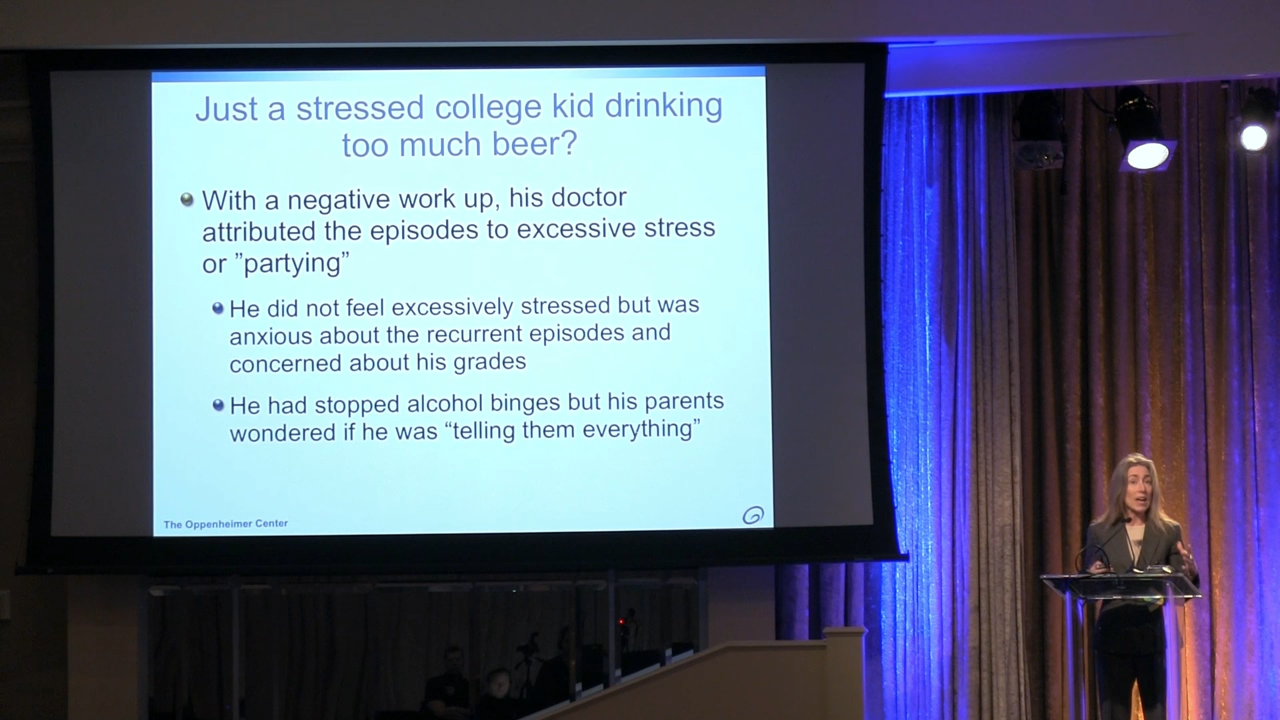 Just a stressed college kid drinking
too much beer?
With a negative work up, his doctor
attributed the episodes to excessive stress
or ”partying”
He did not feel excessively stressed but was
anxious about the recurrent episodes and
concerned about his grades
He had stopped alcohol binges but his parents
wondered if he was “telling them everything”
The Oppenheimer Center